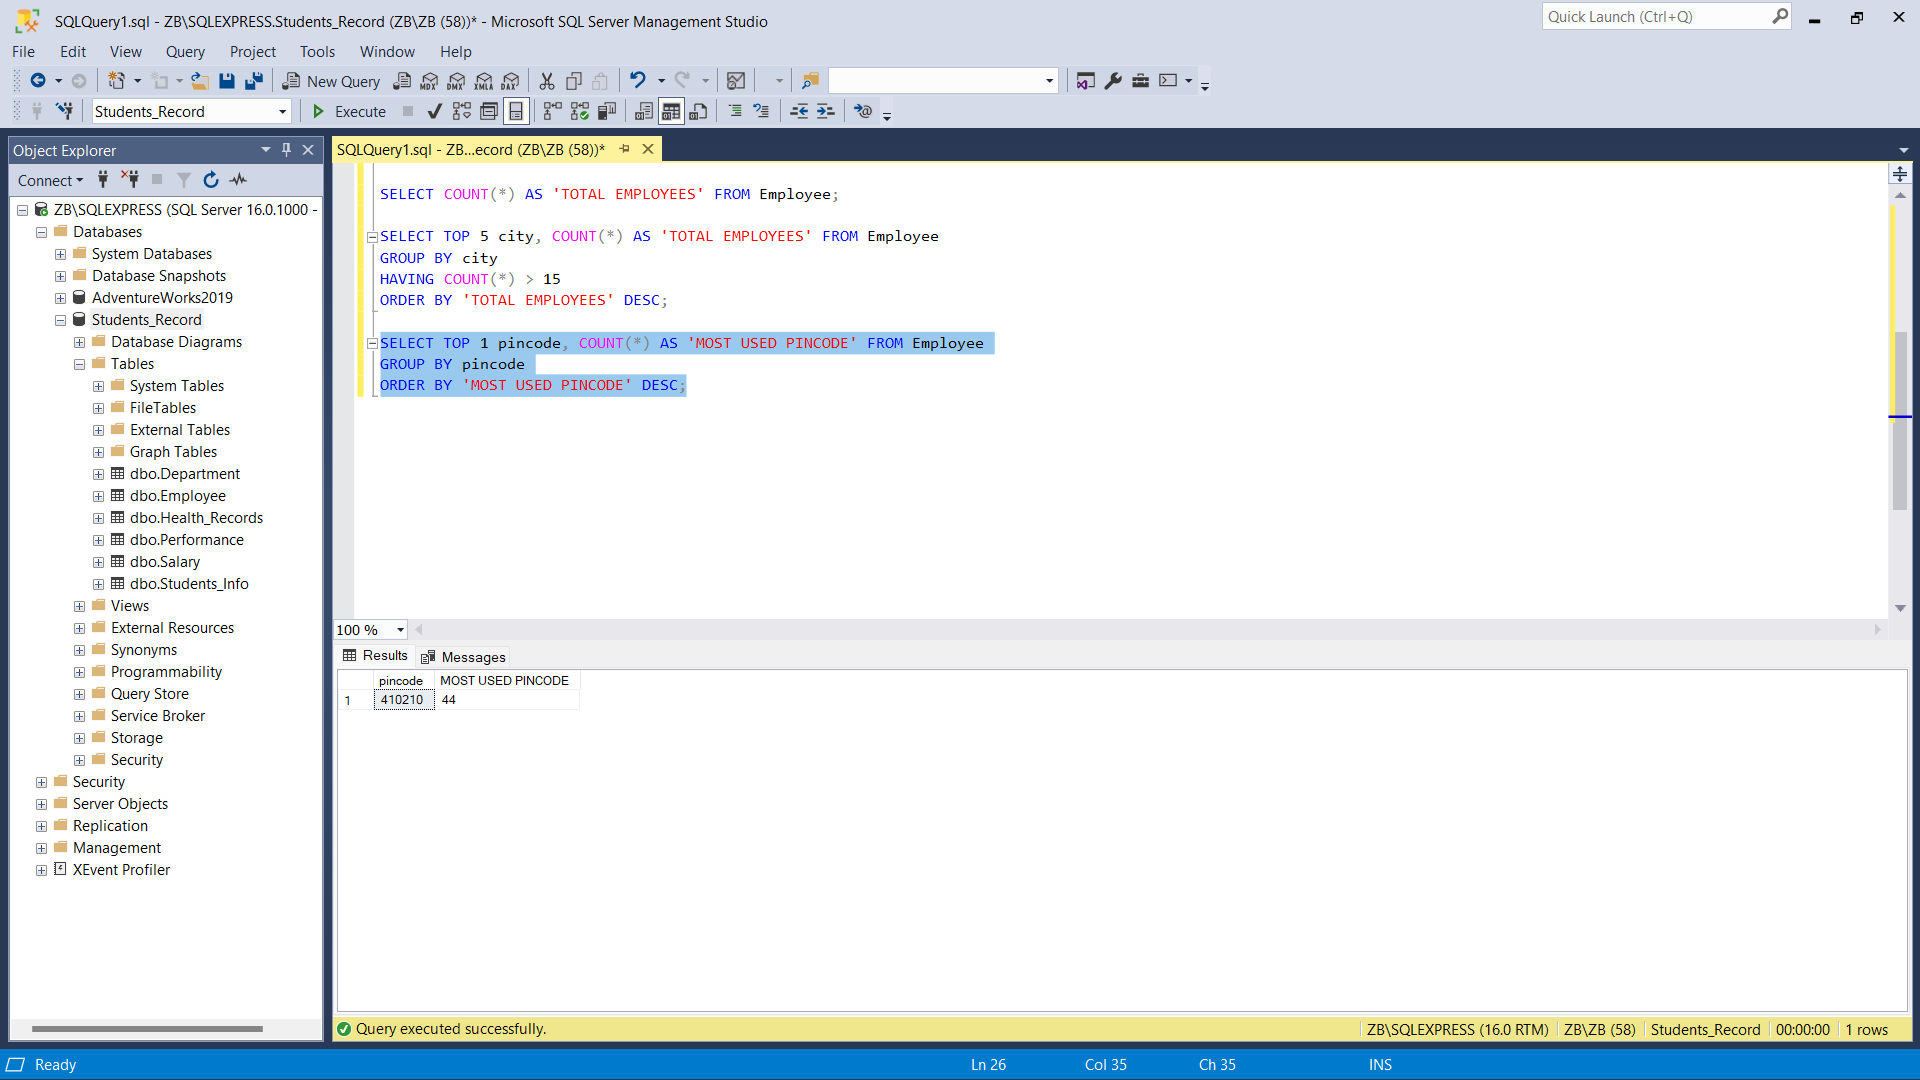 SQLQuery1.sql - ZB\SQLEXPRESS.Students_Record (ZB\ZB (58))* - Microsoft SQL Server Management Studio
Quick Launch (Ctrl+Q)
File Edit View Query Project Tools Window Help
New Query MDX DMX XMLA DAX
Students_Record Execute
Object Explorer
Connect
ZB\SQLEXPRESS (SQL Server 16.0.1000 -
Databases
System Databases
Database Snapshots
AdventureWorks2019
Students_Record
Database Diagrams
Tables
System Tables
FileTables
External Tables
Graph Tables
dbo.Department
dbo.Employee
dbo.Health_Records
dbo.Performance
dbo.Salary
dbo.Students_Info
Views
External Resources
Synonyms
Programmability
Query Store
Service Broker
Storage
Security
Security
Server Objects
Replication
Management
XEvent Profiler
SQLQuery1.sql - ZB...ecord (ZB\ZB (58))*
SELECT COUNT(*) AS 'TOTAL EMPLOYEES' FROM Employee;
SELECT TOP 5 city, COUNT(*) AS 'TOTAL EMPLOYEES' FROM Employee
GROUP BY city
HAVING COUNT(*) > 15
ORDER BY 'TOTAL EMPLOYEES' DESC;
SELECT TOP 1 pincode, COUNT(*) AS 'MOST USED PINCODE' FROM Employee
GROUP BY pincode
ORDER BY 'MOST USED PINCODE' DESC;
100 %
Results Messages
pincode MOST USED PINCODE
1 410210 44
Query executed successfully.
ZB\SQLEXPRESS (16.0 RTM) ZB\ZB (58) Students_Record 00:00:00 1 rows
Ready Ln 26 Col 35 Ch 35 INS